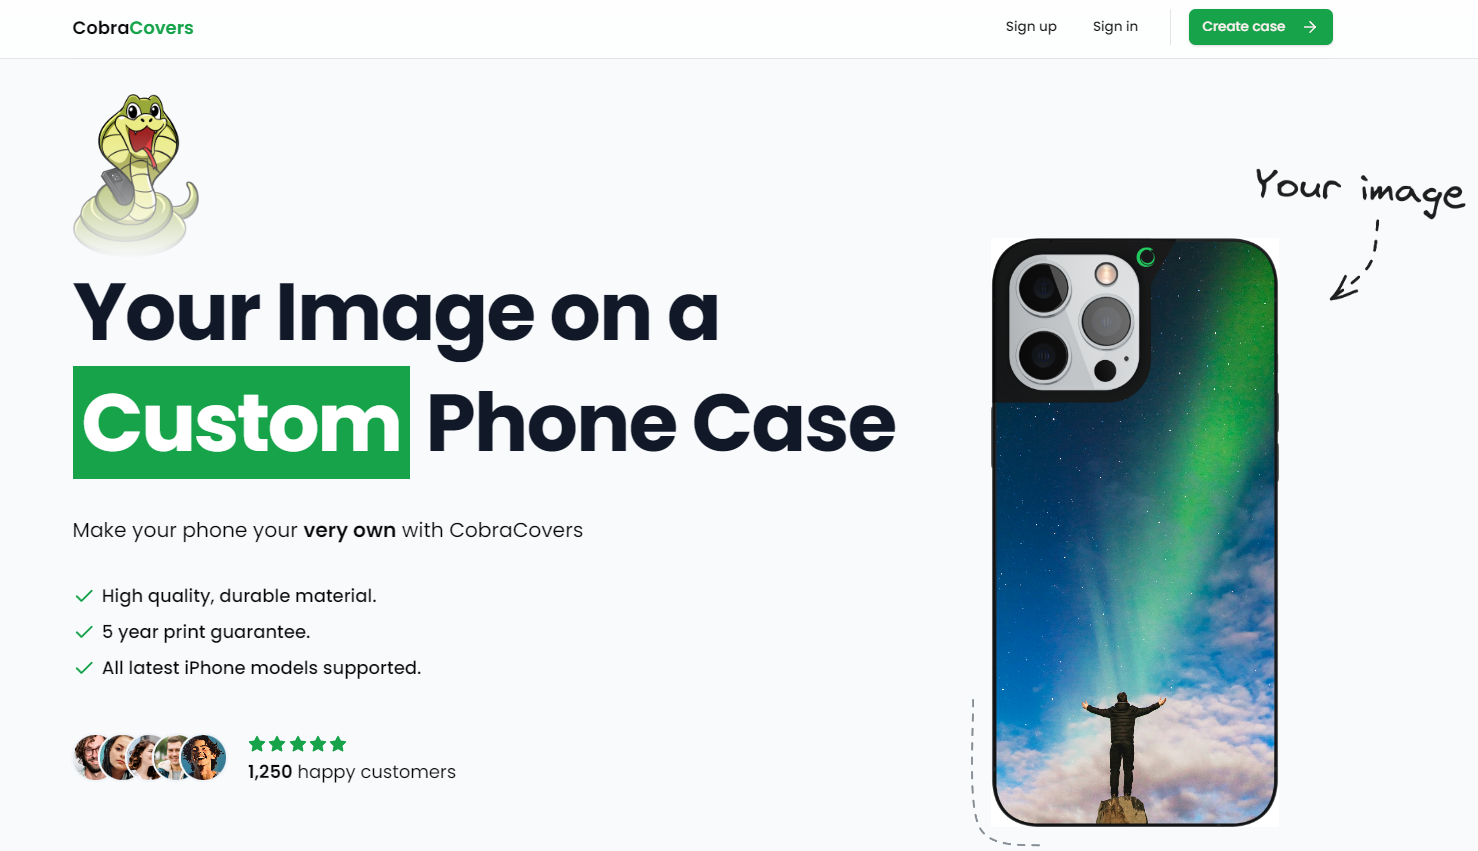 CobraCovers
Sign up
Sign in
Create case
Your image
Your Image on a
Custom Phone Case
Make your phone your very own with CobraCovers
High quality, durable material.
5 year print guarantee.
All latest iPhone models supported.
1,250 happy customers